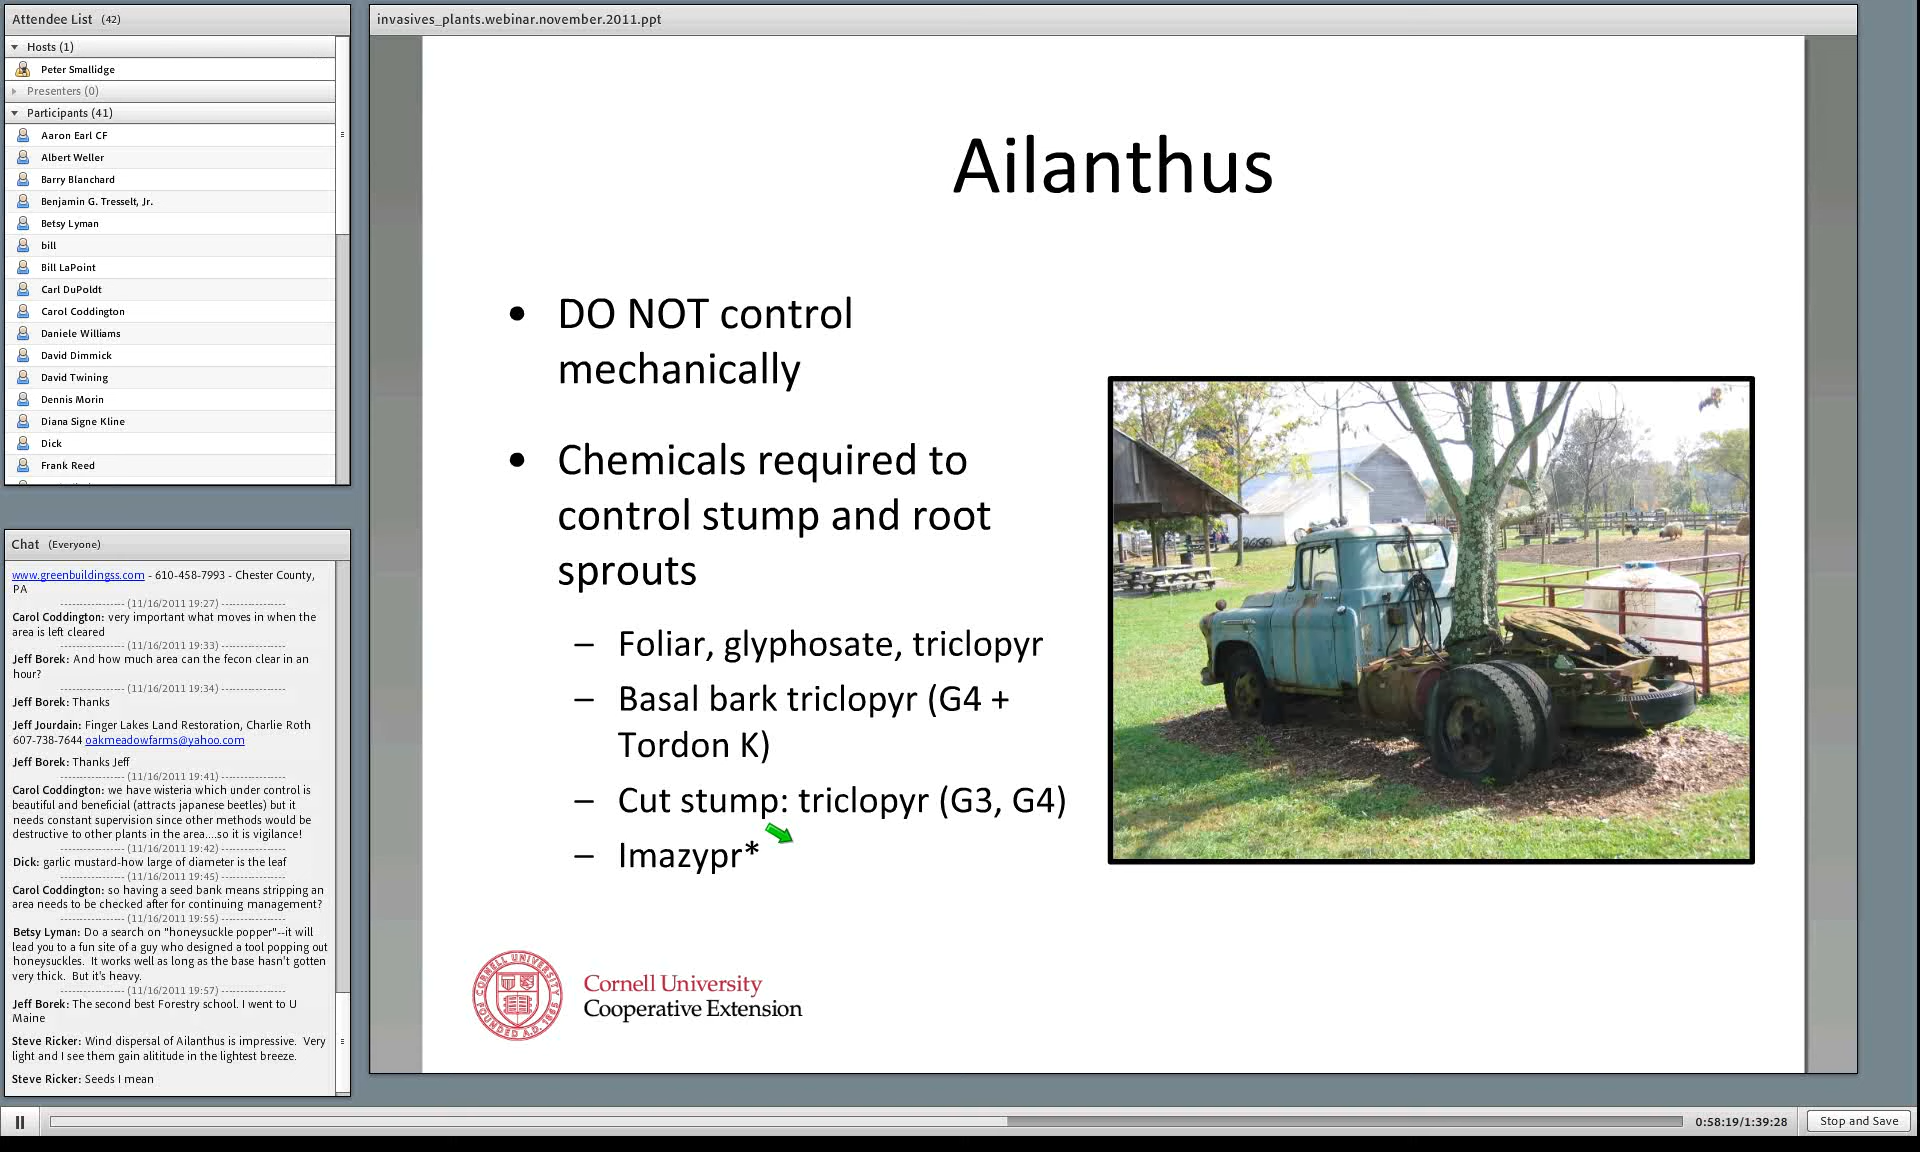 Attendee List (42)
Hosts (1)
Peter Smallidge
Presenters (0)
Participants (41)
Aaron Earl CF
Albert Weller
Barry Blanchard
Benjamin G. Tresselt, Jr.
Betsy Lyman
bill
Bill LaPoint
Carl DuPoldt
Carol Coddington
Daniele Williams
David Dimmick
David Twining
Dennis Morin
Diana Signe Kline
Dick
Frank Reed
Chat (Everyone)
www.greenbuildingss.com - 610-458-7993 - Chester County,
PA
------------------ (11/16/2011 19:27) ------------------
Carol Coddington: very important what moves in when the
area is left cleared
------------------ (11/16/2011 19:33) ------------------
Jeff Borek: And how much area can the fecon clear in an
hour?
------------------ (11/16/2011 19:34) ------------------
Jeff Borek: Thanks
Jeff Jourdain: Finger Lakes Land Restoration, Charlie Roth
607-738-7644 oakmeadowfarms@yahoo.com
Jeff Borek: Thanks Jeff
------------------ (11/16/2011 19:41) ------------------
Carol Coddington: we have wisteria which under control is
beautiful and beneficial (attracts japanese beetles) but it
needs constant supervision since other methods would be
destructive to other plants in the area....so it is vigilance!
------------------ (11/16/2011 19:42) ------------------
Dick: garlic mustard-how large of diameter is the leaf
------------------ (11/16/2011 19:45) ------------------
Carol Coddington: so having a seed bank means stripping an
area needs to be checked after for continuing management?
------------------ (11/16/2011 19:55) ------------------
Betsy Lyman: Do a search on "honeysuckle popper"--it will
lead you to a fun site of a guy who designed a tool popping out
honeysuckles. It works well as long as the base hasn't gotten
very thick. But it's heavy.
------------------ (11/16/2011 19:57) ------------------
Jeff Borek: The second best Forestry school. I went to U
Maine
Steve Ricker: Wind dispersal of Ailanthus is impressive. Very
light and I see them gain alititude in the lightest breeze.
Steve Ricker: Seeds I mean
invasives_plants.webinar.november.2011.ppt
Ailanthus
• DO NOT control
mechanically
• Chemicals required to
control stump and root
sprouts
– Foliar, glyphosate, triclopyr
– Basal bark triclopyr (G4 +
Tordon K)
– Cut stump: triclopyr (G3, G4)
– Imazypr*
CORNELL UNIVERSITY
FOUNDED A.D. 1865
Cornell University
Cooperative Extension
0:58:19/1:39:28
Stop and Save